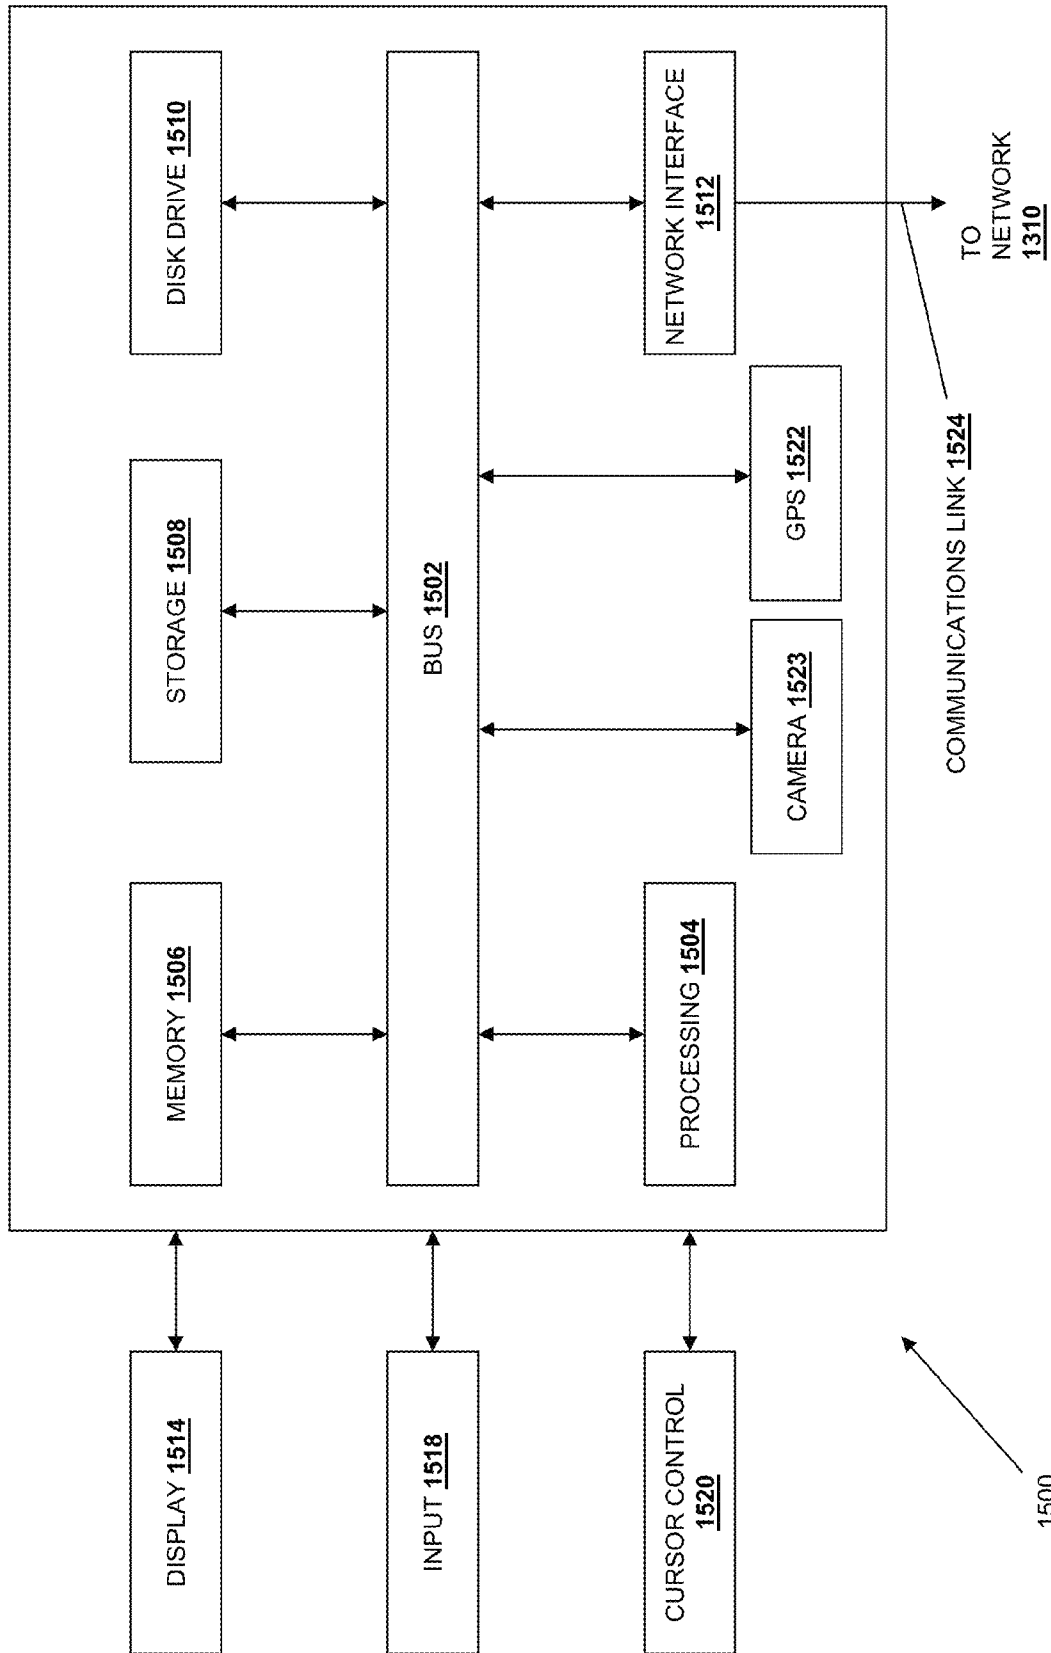 DISPLAY 1514
MEMORY 1506
STORAGE 1508
DISK DRIVE 1510
INPUT 1518
BUS 1502
CURSOR CONTROL
1520
PROCESSING 1504
NETWORK INTERFACE
1512
CAMERA 1523
GPS 1522
COMMUNICATIONS LINK 1524
TO
NETWORK
1310
1500